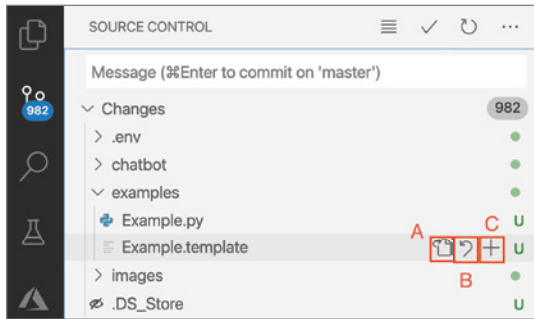 SOURCE CONTROL
Message (⌘Enter to commit on 'master')
982
Changes 982
.env
chatbot
examples
Example.py U
A C
Example.template U
B
images
.DS_Store U